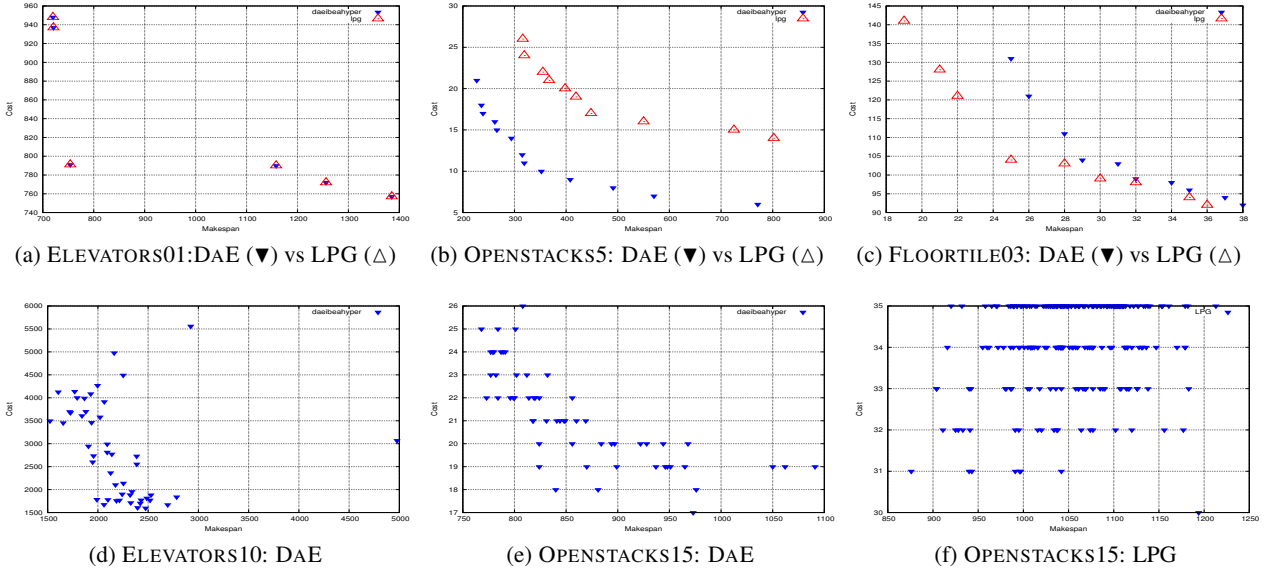 960
940
920
900
880
860
840
820
800
780
760
740
700 800 900 1000 1100 1200 1300 1400
Cost
Makespan
daeibeahyper
lpg
(a) ELEVATORS01:DAE (▼) vs LPG (△)
30
25
20
15
10
5
200 300 400 500 600 700 800 900
Cost
Makespan
daeibeahyper
lpg
(b) OPENSTACKS5: DAE (▼) vs LPG (△)
145
140
135
130
125
120
115
110
105
100
95
90
18 20 22 24 26 28 30 32 34 36 38
Cost
Makespan
daeibeahyper
lpg
(c) FLOORTILE03: DAE (▼) vs LPG (△)
6000
5500
5000
4500
4000
3500
3000
2500
2000
1500
1500 2000 2500 3000 3500 4000 4500 5000
Cost
Makespan
daeibeahyper
(d) ELEVATORS10: DAE
26
25
24
23
22
21
20
19
18
17
750 800 850 900 950 1000 1050 1100
Cost
Makespan
daeibeahyper
(e) OPENSTACKS15: DAE
35
34
33
32
31
30
850 900 950 1000 1050 1100 1150 1200 1250
Cost
Makespan
LPG
(f) OPENSTACKS15: LPG